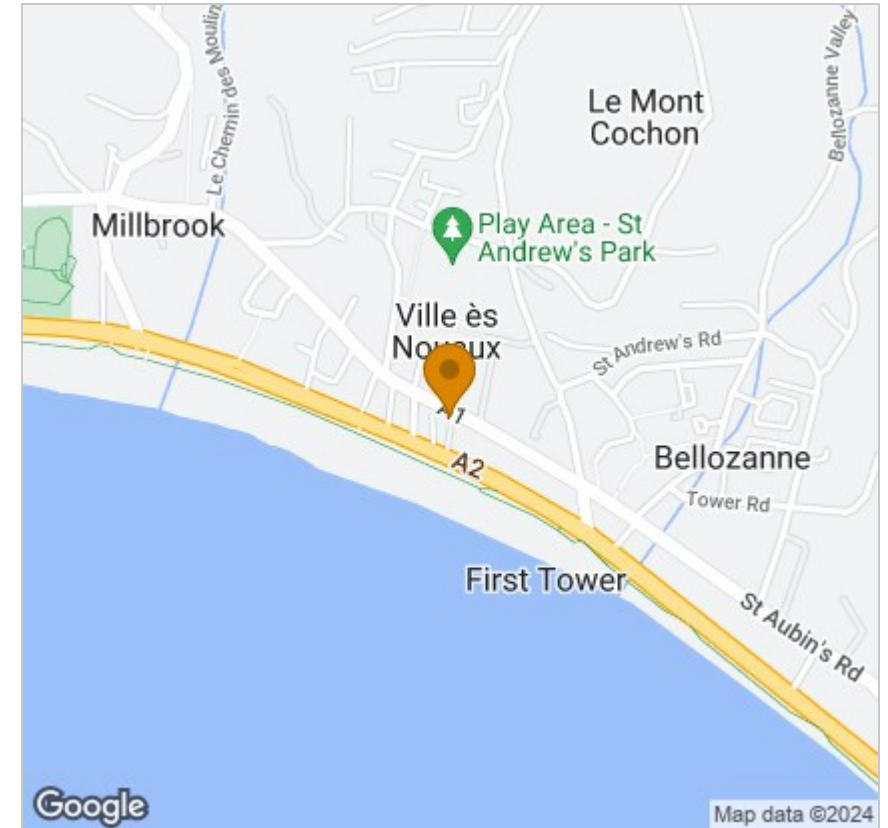 Le Chemin des Moulins
Bellozanne Valley
Le Mont
Cochon
Millbrook
Play Area - St
Andrew's Park
Ville ès
Nouaux
St Andrew's Rd
A1
A2
Bellozanne
Tower Rd
First Tower
St Aubin's Rd
Google
Map data ©2024